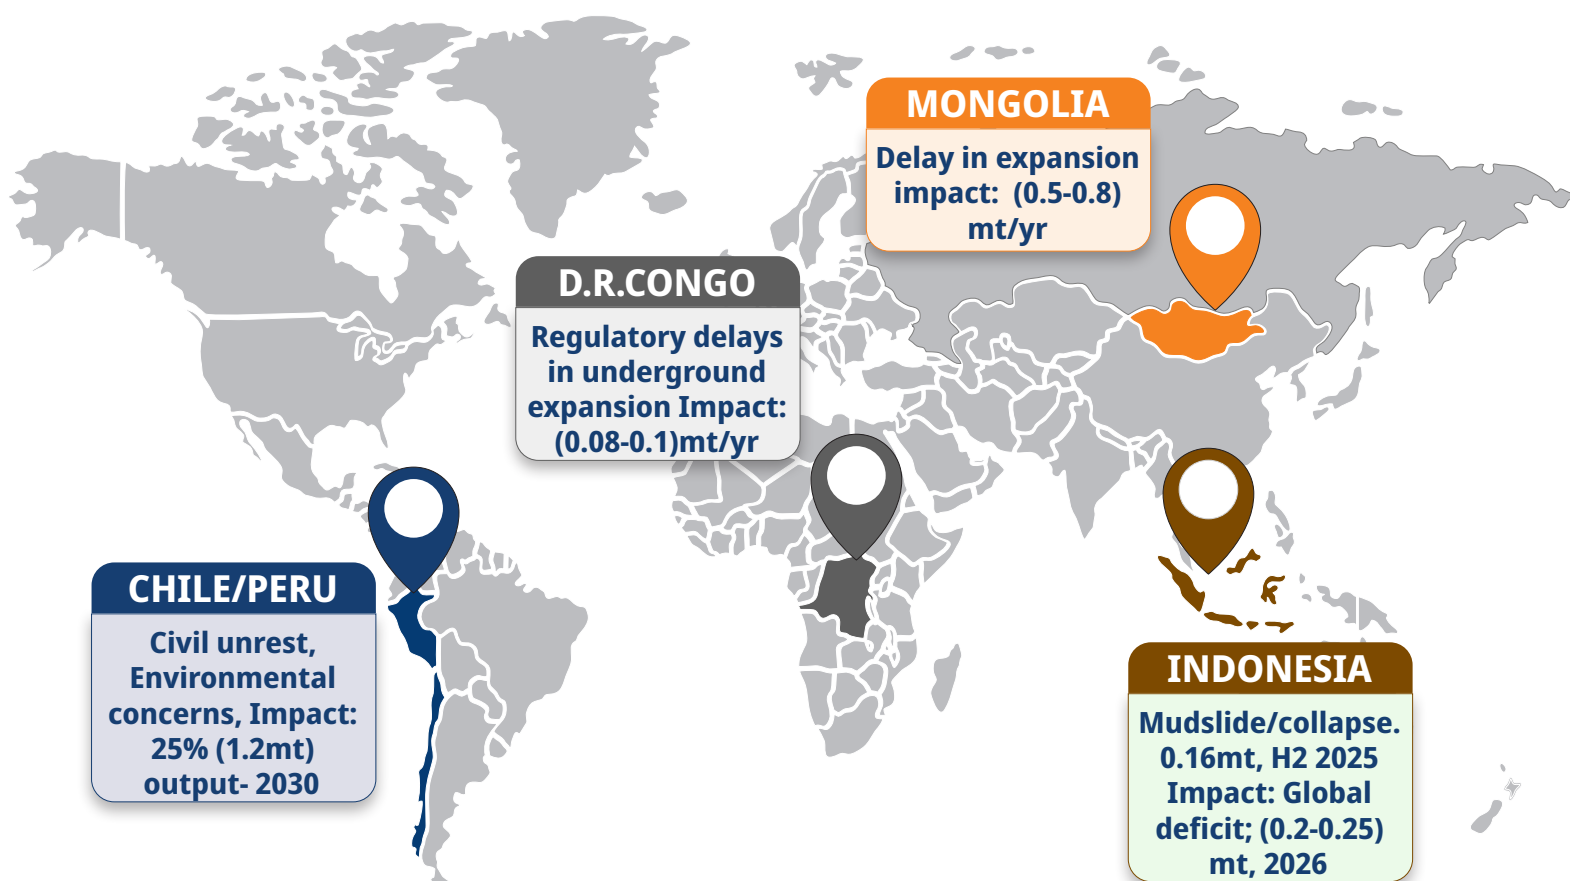 MONGOLIA
Delay in expansion
impact: (0.5-0.8)
mt/yr
D.R.CONGO
Regulatory delays
in underground
expansion Impact:
(0.08-0.1)mt/yr
CHILE/PERU
Civil unrest,
Environmental
concerns, Impact:
25% (1.2mt)
output- 2030
INDONESIA
Mudslide/collapse.
0.16mt, H2 2025
Impact: Global
deficit; (0.2-0.25)
mt, 2026